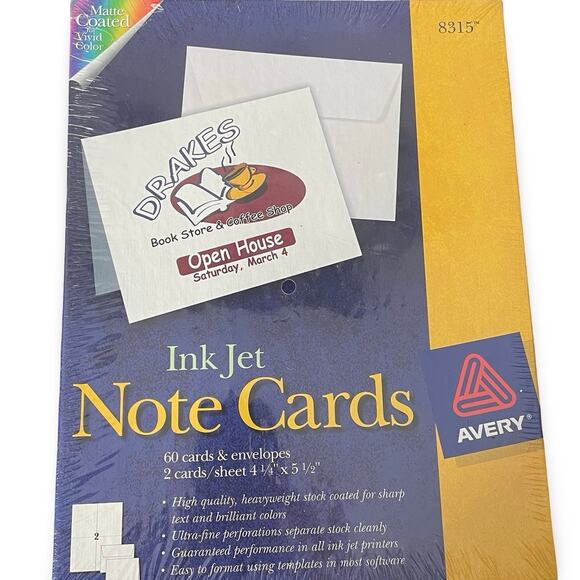 Matte
Coated
for
Vivid
Color
8315™
DRAKES
Book Store & Coffee Shop
Open House
Saturday, March 4
Ink Jet
Note Cards
AVERY®
60 cards & envelopes
2 cards/sheet 4 ¼" x 5 ½"
• High quality, heavyweight stock coated for sharp
text and brilliant colors
• Ultra-fine perforations separate stock cleanly
• Guaranteed performance in all ink jet printers
• Easy to format using templates in most software
2